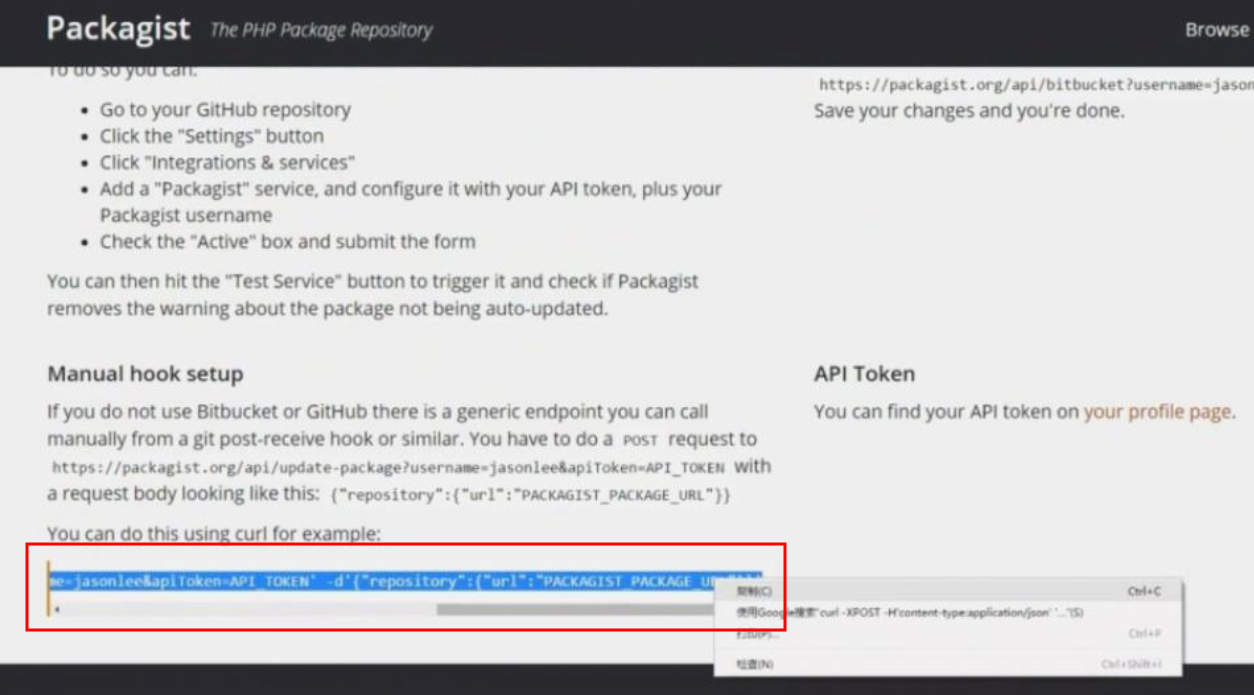 Packagist The PHP Package Repository Browse
To do so you can:
Go to your GitHub repository
Click the "Settings" button
Click "Integrations & services"
Add a "Packagist" service, and configure it with your API token, plus your
Packagist username
Check the "Active" box and submit the form
You can then hit the "Test Service" button to trigger it and check if Packagist
removes the warning about the package not being auto-updated.
https://packagist.org/api/bitbucket?username=jason
Save your changes and you're done.
Manual hook setup
If you do not use Bitbucket or GitHub there is a generic endpoint you can call
manually from a git post-receive hook or similar. You have to do a POST request to
https://packagist.org/api/update-package?username=jasonlee&apiToken=API_TOKEN with
a request body looking like this: {"repository":{"url":"PACKAGIST_PACKAGE_URL"}}
You can do this using curl for example:
me=jasonlee&apiToken=API_TOKEN' -d'{"repository":{"url":"PACKAGIST_PACKAGE_U
API Token
You can find your API token on your profile page.
复制(C) Ctrl+C
使用Google搜索"curl -XPOST -H'content-type:application/json' '..."(S)
打印(P)... Ctrl+P
检查(N) Ctrl+Shift+I